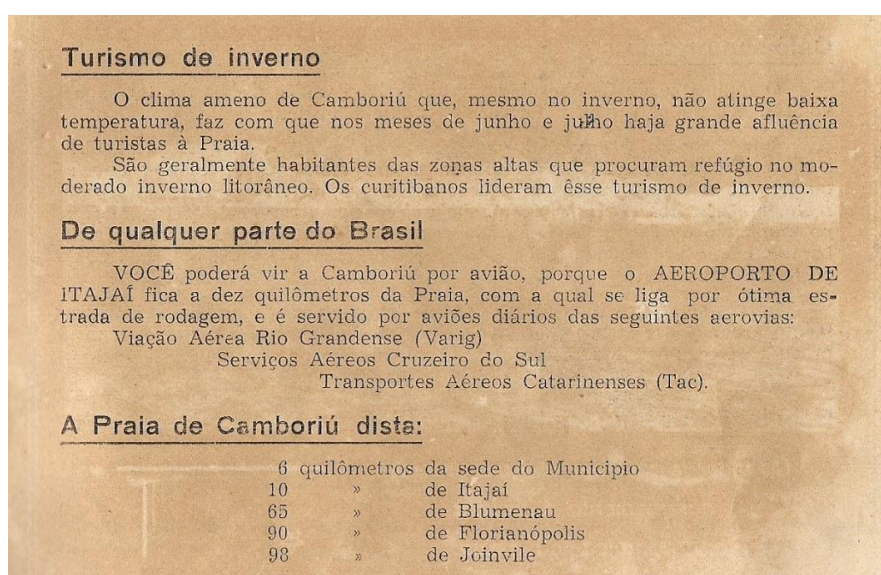 Turismo de inverno
O clima ameno de Camboriú que, mesmo no inverno, não atinge baixa
temperatura, faz com que nos meses de junho e julho haja grande afluência
de turistas à Praia.
São geralmente habitantes das zonas altas que procuram refúgio no mo-
derado inverno litorâneo. Os curitibanos lideram êsse turismo de inverno.
De qualquer parte do Brasil
VOCÊ poderá vir a Camboriú por avião, porque o AEROPORTO DE
ITAJAÍ fica a dez quilômetros da Praia, com a qual se liga por ótima es-
trada de rodagem, e é servido por aviões diários das seguintes aerovias:
Viação Aérea Rio Grandense (Varig)
Serviços Aéreos Cruzeiro do Sul
Transportes Aéreos Catarinenses (Tac).
A Praia de Camboriú dista:
6 quilômetros da sede do Municipio
10 » de Itajaí
65 » de Blumenau
90 » de Florianópolis
98 » de Joinvile